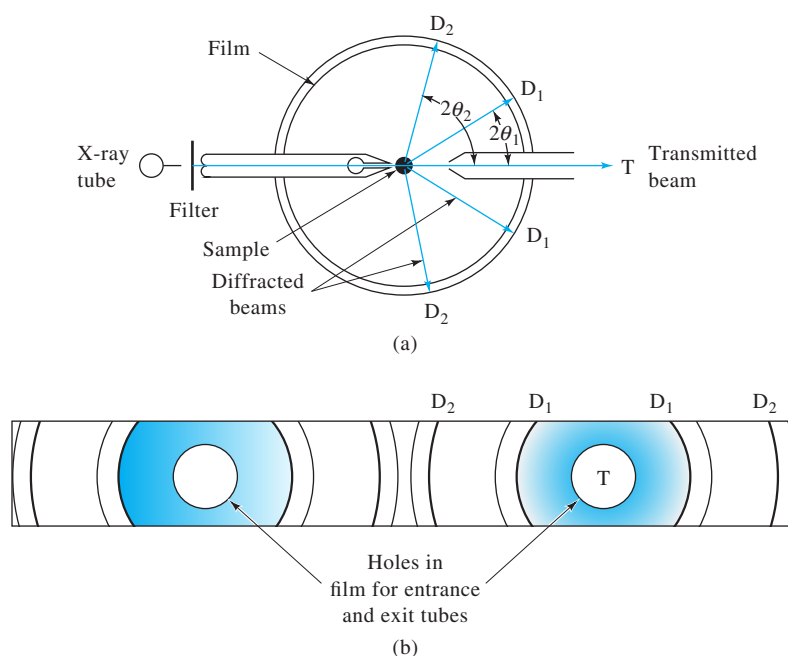 D₂
Film
D₁
2θ₂
2θ₁
X-ray
tube
T
Transmitted
beam
Filter
Sample
D₁
Diffracted
beams
D₂
(a)
D₂ D₁ D₁ D₂
T
Holes in
film for entrance
and exit tubes
(b)